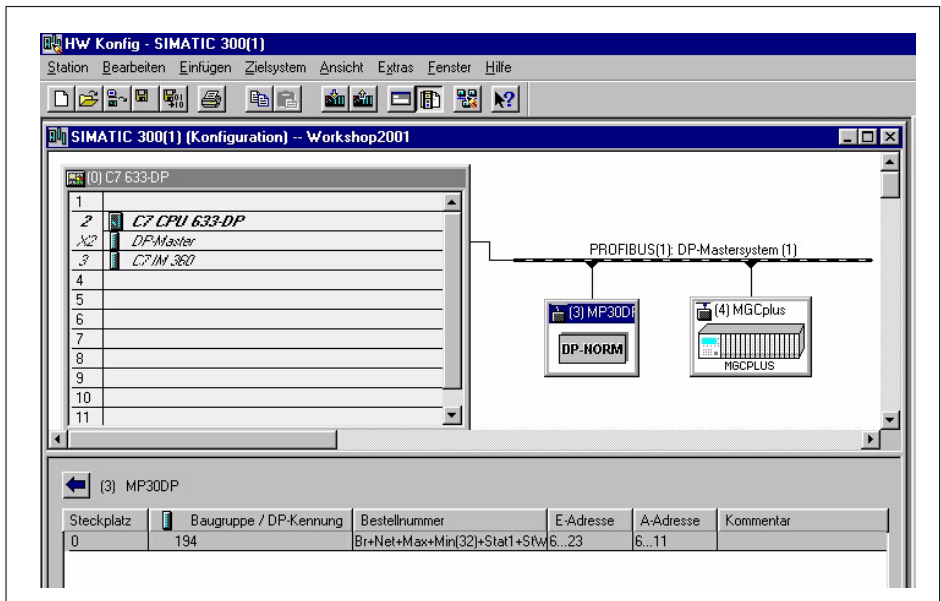 HW Konfig - SIMATIC 300(1)
Station Bearbeiten Einfügen Zielsystem Ansicht Extras Fenster Hilfe
SIMATIC 300(1) (Konfiguration) -- Workshop2001
(0) C7 633-DP
1
2 C7 CPU 633-DP
X2 DP-Master
3 C7 IM 360
4
5
6
7
8
9
10
11
PROFIBUS(1): DP-Mastersystem (1)
(3) MP30DP
DP-NORM
(4) MGCplus
MGCPLUS
(3) MP30DP
Steckplatz Baugruppe / DP-Kennung Bestellnummer E-Adresse A-Adresse Kommentar
0 194 Br+Net+Max+Min(32)+Stat1+StW 6...23 6...11